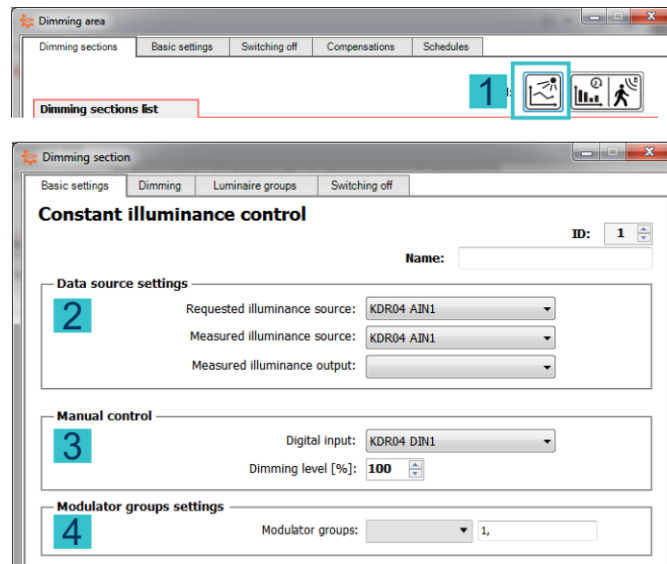 Dimming area
Dimming sections Basic settings Switching off Compensations Schedules
1
Dimming sections list
Dimming section
Basic settings Dimming Luminaire groups Switching off
Constant illuminance control
ID: 1
Name:
Data source settings
2
Requested illuminance source: KDR04 AIN1
Measured illuminance source: KDR04 AIN1
Measured illuminance output:
Manual control
3
Digital input: KDR04 DIN1
Dimming level [%]: 100
Modulator groups settings
4
Modulator groups: 1,